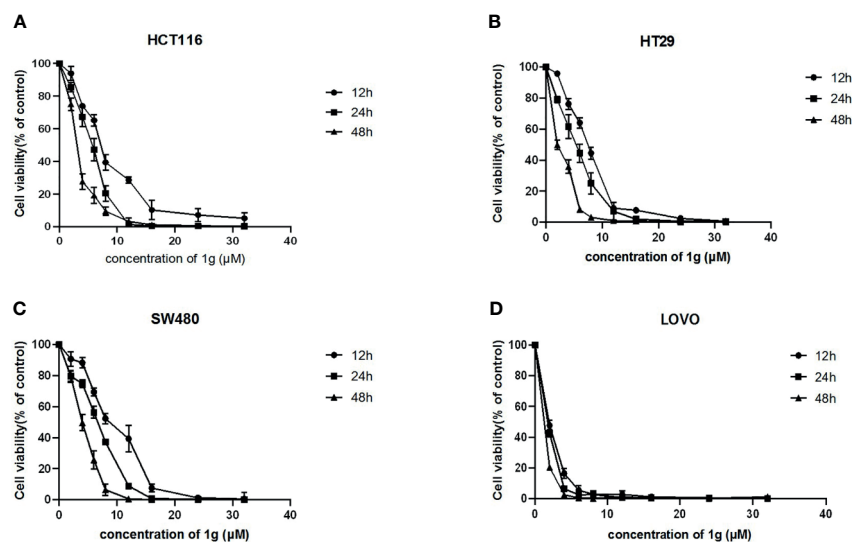 A
HCT116
Cell viability(% of control)
100
80
60
40
20
0
0
10
20
30
40
concentration of 1g (μM)
12h
24h
48h
B
HT29
Cell viability(% of control)
100
80
60
40
20
0
0
10
20
30
40
concentration of 1g (μM)
12h
24h
48h
C
SW480
Cell viability(% of control)
100
80
60
40
20
0
0
10
20
30
40
concentration of 1g (μM)
12h
24h
48h
D
LOVO
Cell viability(% of control)
100
80
60
40
20
0
0
10
20
30
40
concentration of 1g (μM)
12h
24h
48h